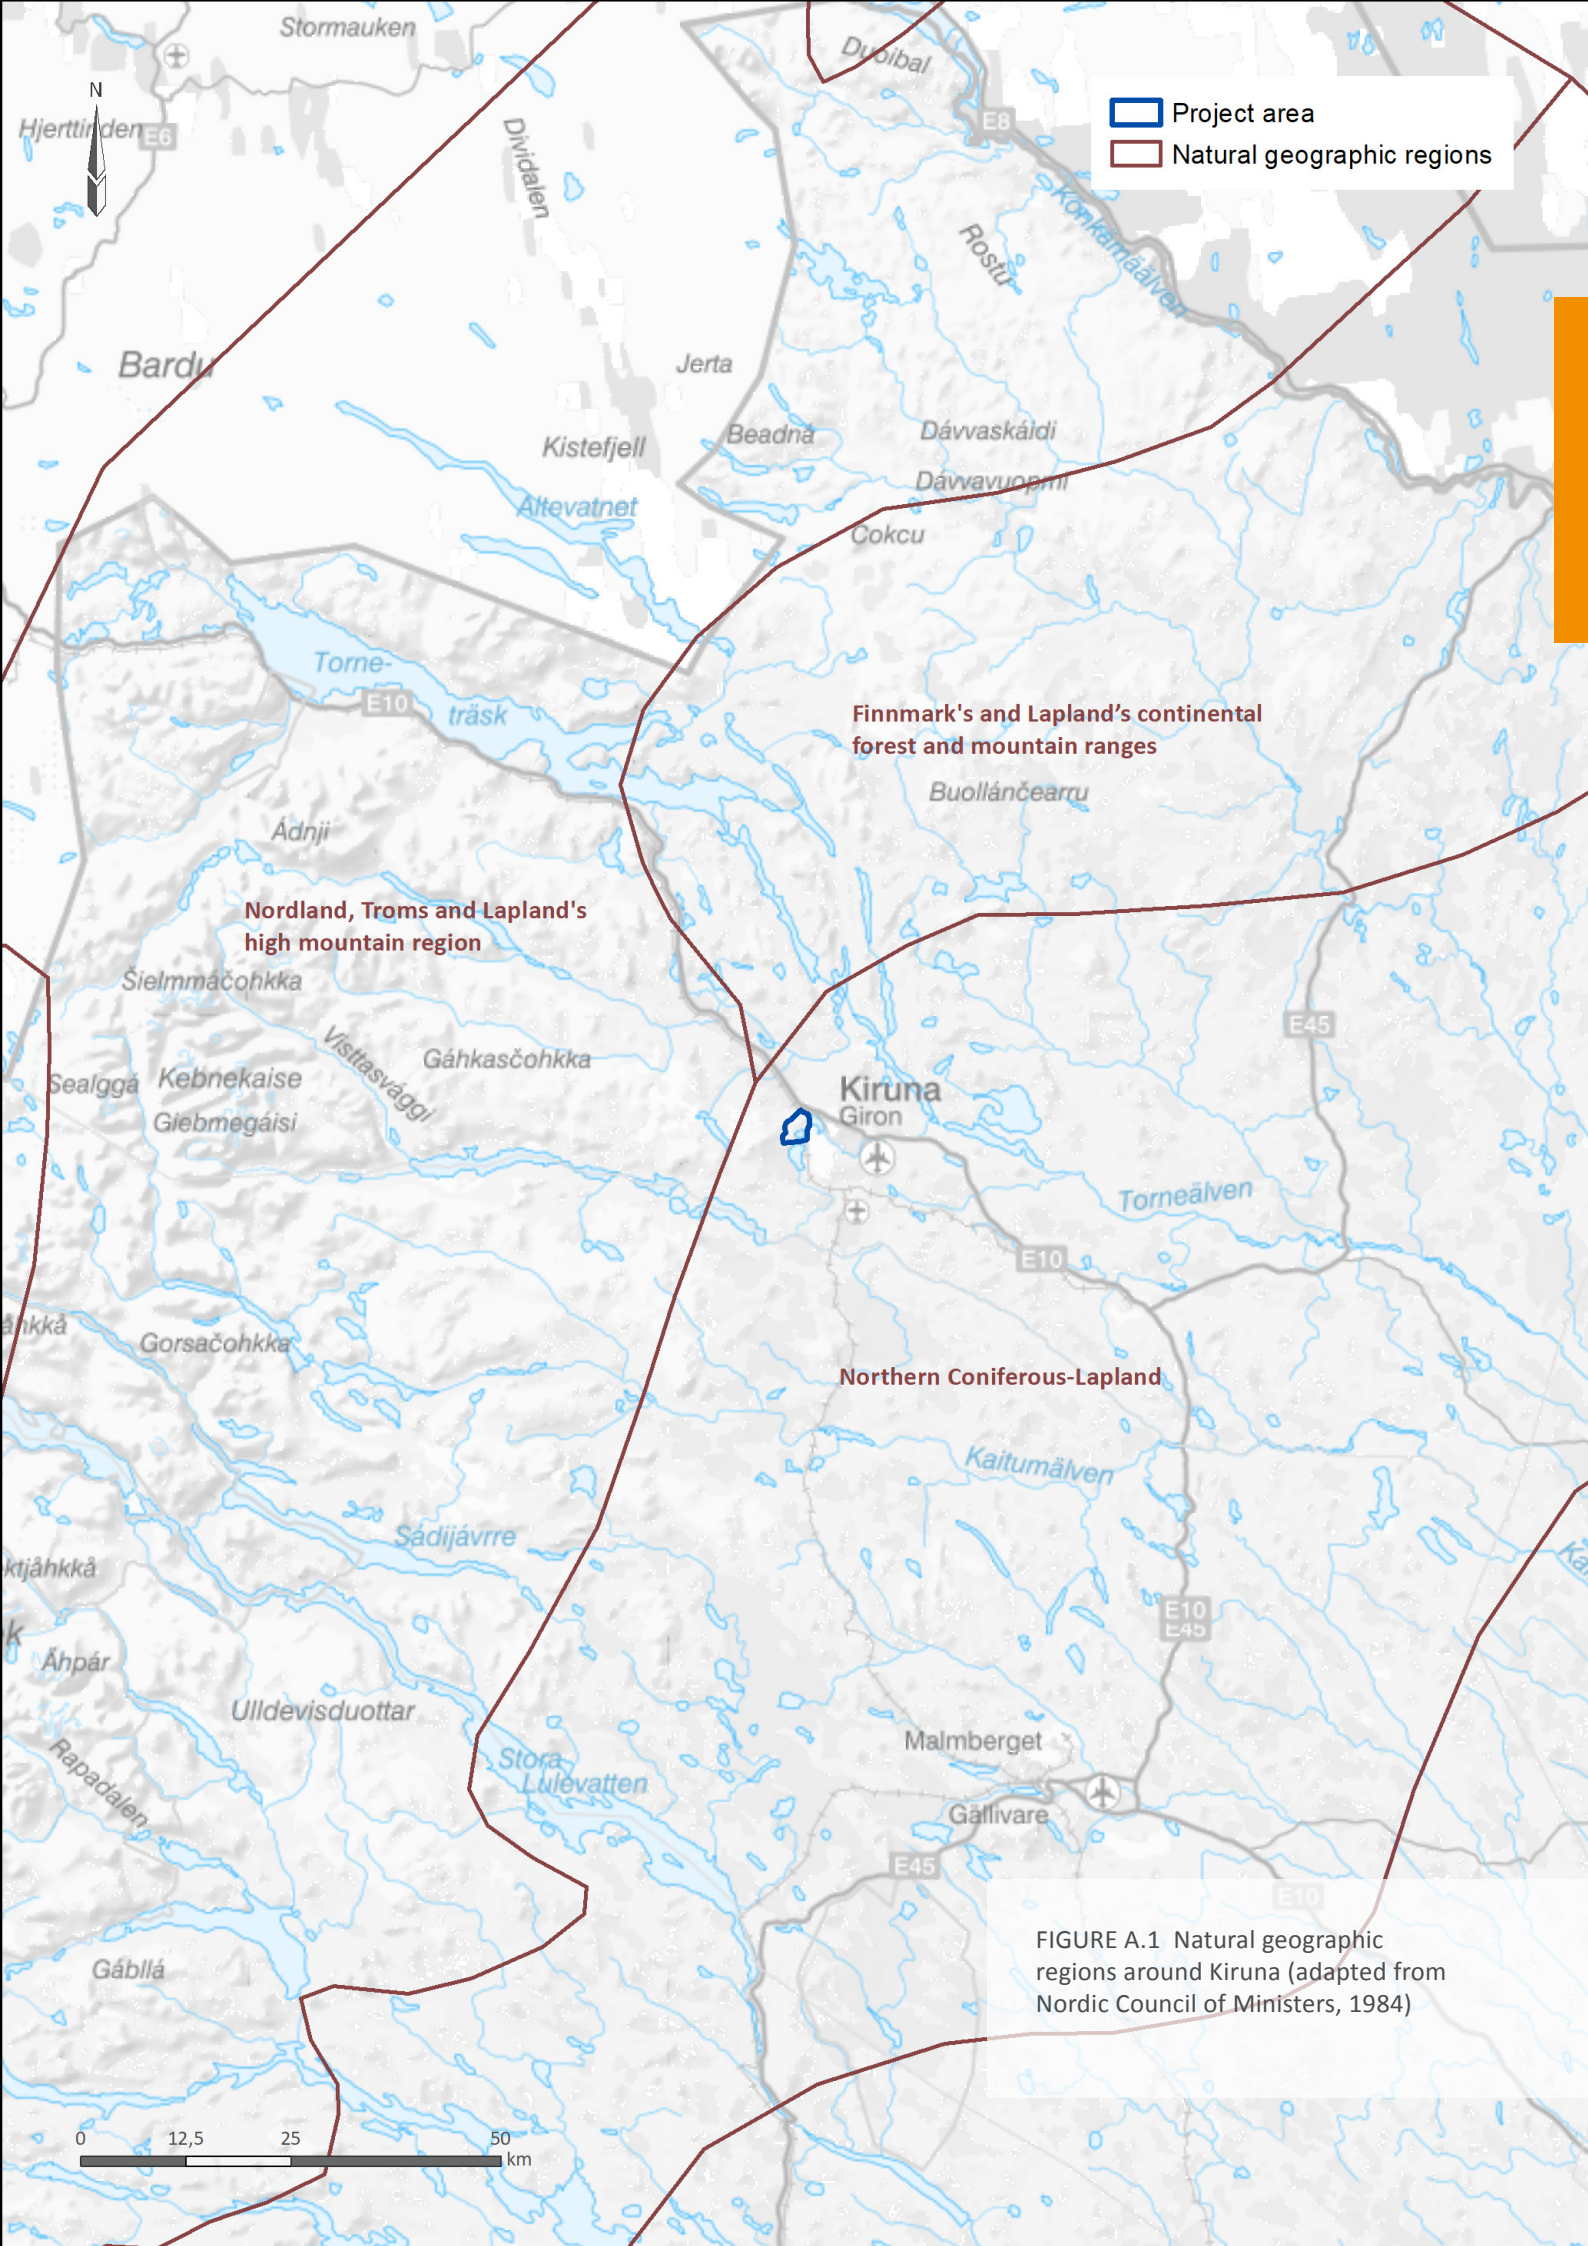 Stormauken
Duoibal
N
Hjerttinden
E6
E8
Project area
Natural geographic regions
Dividalen
Könkämäälven
Rostu
Bardu
Jerta
Kistefjell
Beadná
Dávvaskáidi
Dávvavuopmi
Altevatnet
Cokcu
Torne-
träsk
E10
Finnmark's and Lapland’s continental
forest and mountain ranges
Buollánčearru
Ádnji
Nordland, Troms and Lapland's
high mountain region
Šielmmáčohkka
Visttasvággi
Gáhkasčohkka
E45
Sealggá
Kebnekaise
Giebmegáisi
Kiruna
Giron
Torneälven
E10
Gorsačohkka
Northern Coniferous-Lapland
Kaitumälven
Sádijávrre
ktjåhkkå
E10
E45
Áhpár
Ulldevisduottar
Rapadalen
Stora
Lulevatten
Malmberget
Gällivare
E45
E10
Gábllá
FIGURE A.1 Natural geographic
regions around Kiruna (adapted from
Nordic Council of Ministers, 1984)
0 12,5 25 50
km